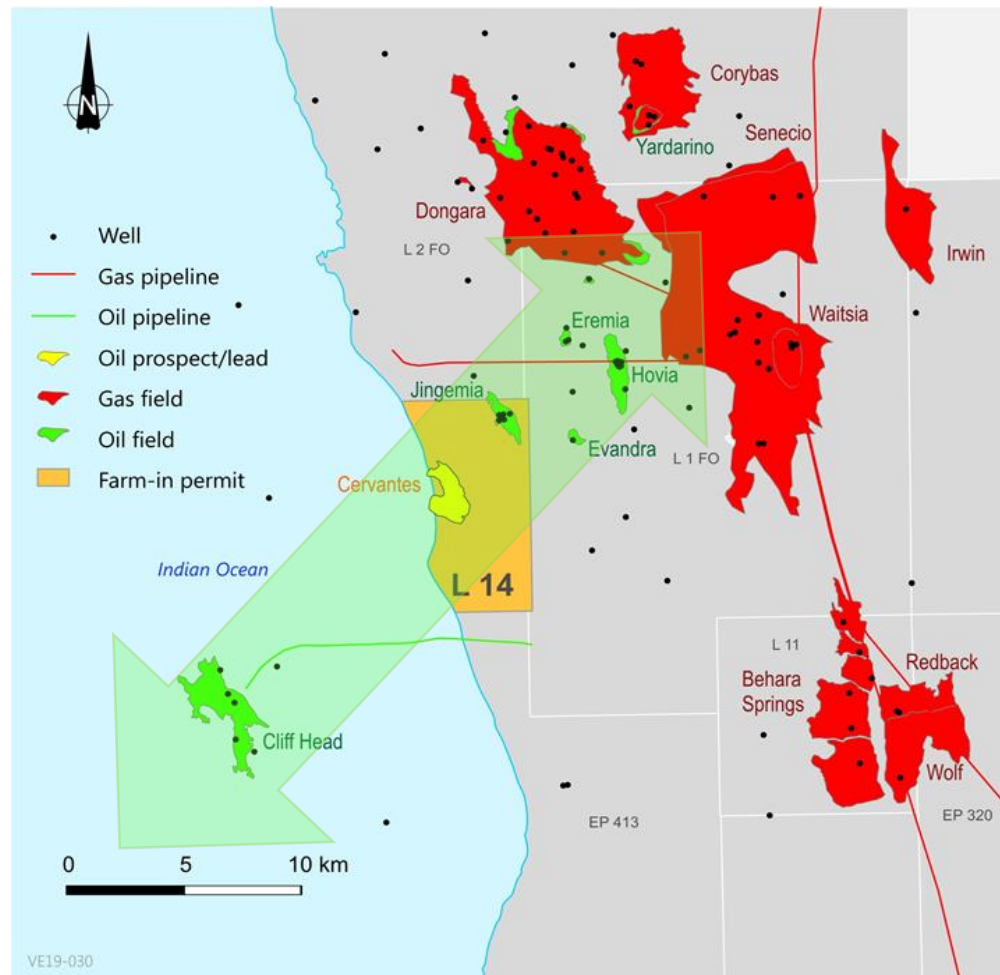 N
Corybas
Senecio
Yardarino
Dongara
L 2 FO
Irwin
Well
Gas pipeline
Oil pipeline
Oil prospect/lead
Gas field
Oil field
Farm-in permit
Eremia
Waitsia
Hovia
Jingemia
Evandra
L 1 FO
Cervantes
Indian Ocean
L 14
L 11
Redback
Behara
Springs
Cliff Head
Wolf
EP 413
EP 320
0 5 10 km
VE19-030